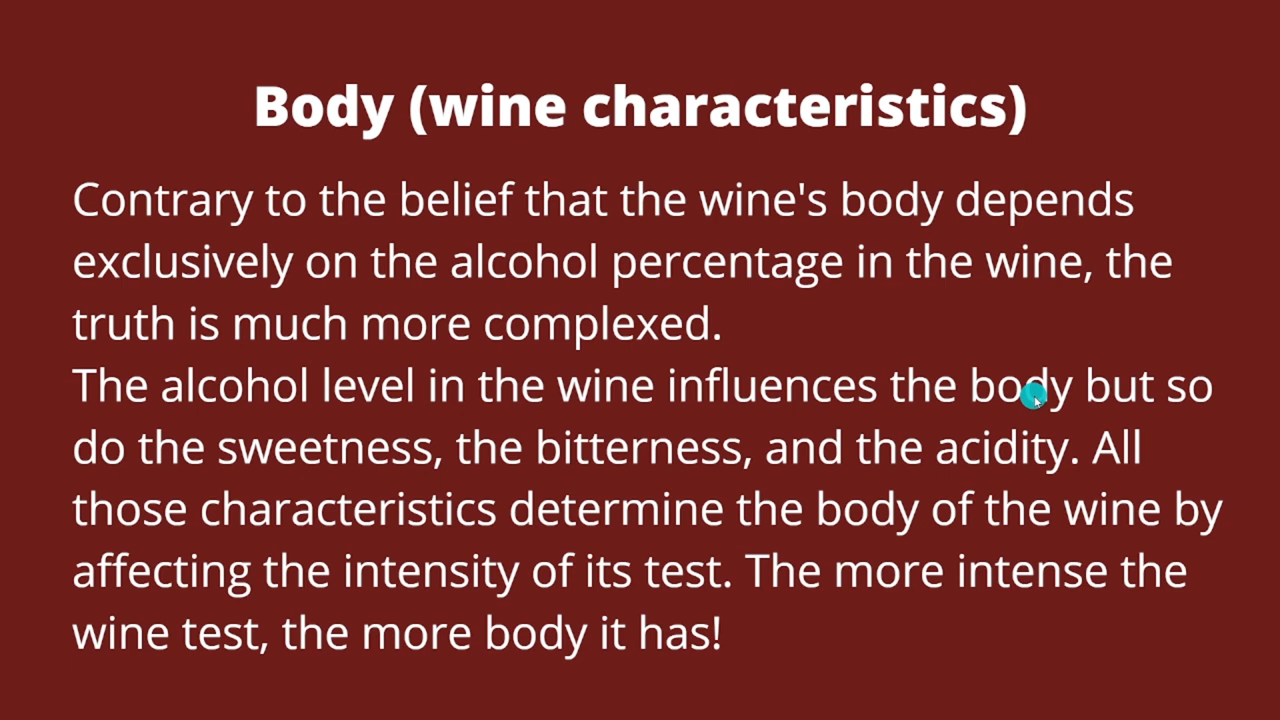 Body (wine characteristics)
Contrary to the belief that the wine's body depends
exclusively on the alcohol percentage in the wine, the
truth is much more complexed.
The alcohol level in the wine influences the body but so
do the sweetness, the bitterness, and the acidity. All
those characteristics determine the body of the wine by
affecting the intensity of its test. The more intense the
wine test, the more body it has!